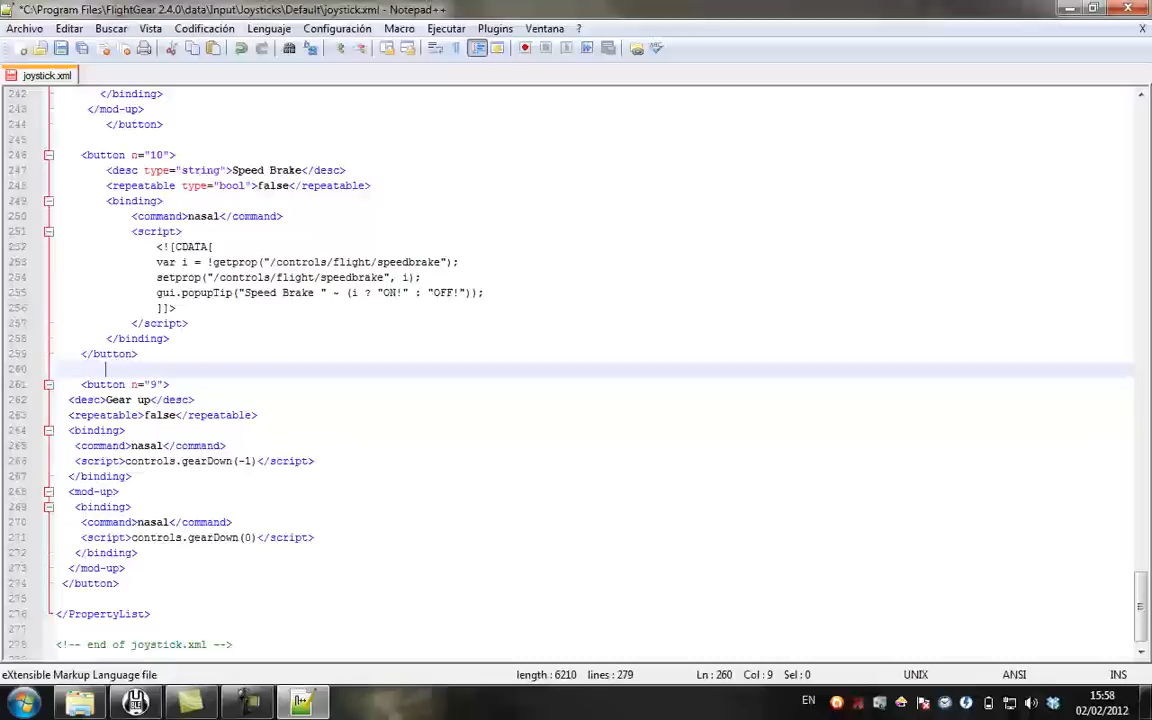 *C:\Program Files\FlightGear 2.4.0\data\Input\Joysticks\Default\joystick.xml - Notepad++
Archivo Editar Buscar Vista Codificación Lenguaje Configuración Macro Ejecutar Plugins Ventana ? X
joystick.xml
242 </binding>
243 </mod-up>
244 </button>
245
246 <button n="10">
247 <desc type="string">Speed Brake</desc>
248 <repeatable type="bool">false</repeatable>
249 <binding>
250 <command>nasal</command>
251 <script>
252 <![CDATA[
253 var i = !getprop("/controls/flight/speedbrake");
254 setprop("/controls/flight/speedbrake", i);
255 gui.popupTip("Speed Brake " ~ (i ? "ON!" : "OFF!"));
256 ]]>
257 </script>
258 </binding>
259 </button>
260
261 <button n="9">
262 <desc>Gear up</desc>
263 <repeatable>false</repeatable>
264 <binding>
265 <command>nasal</command>
266 <script>controls.gearDown(-1)</script>
267 </binding>
268 <mod-up>
269 <binding>
270 <command>nasal</command>
271 <script>controls.gearDown(0)</script>
272 </binding>
273 </mod-up>
274 </button>
275
276 </PropertyList>
277
278 <!-- end of joystick.xml -->
eXtensible Markup Language file length : 6210 lines : 279 Ln : 260 Col : 9 Sel : 0 UNIX ANSI INS
EN 15:58
02/02/2012